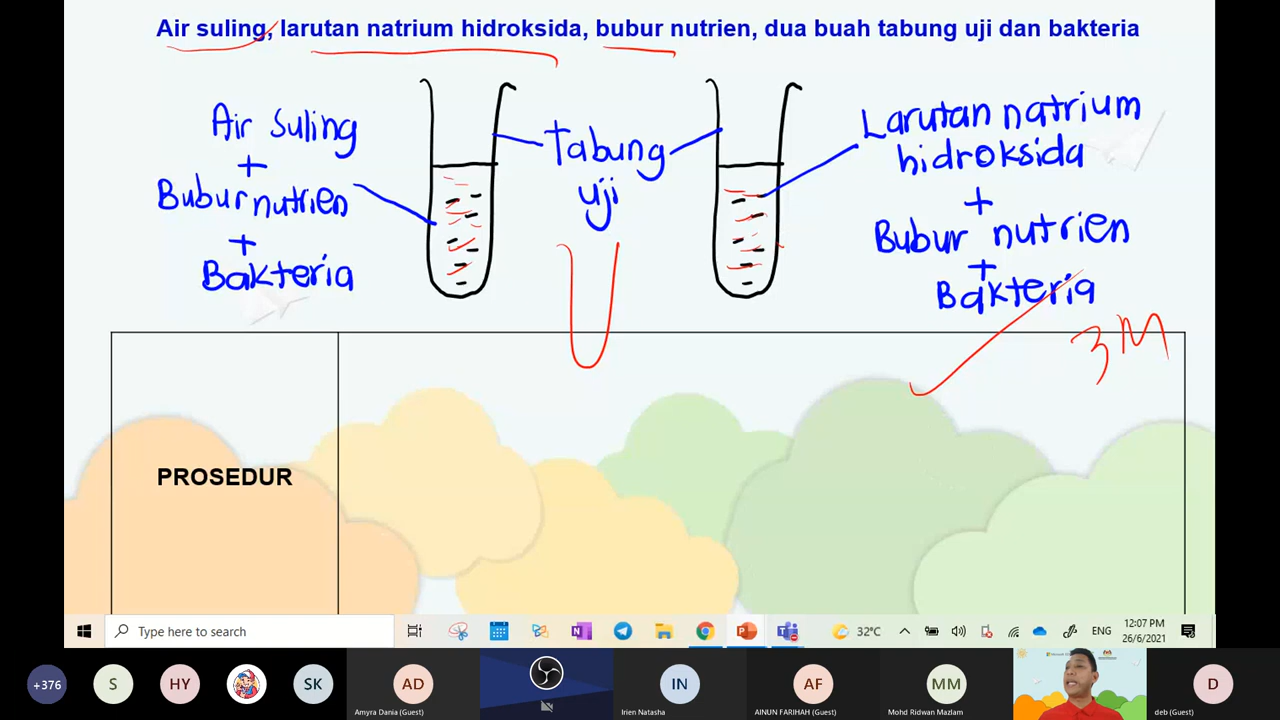 Air suling, larutan natrium hidroksida, bubur nutrien, dua buah tabung uji dan bakteria
Air Suling
+
Bubur nutrien
+
Bakteria
Tabung
uji
Larutan natrium
hidroksida
+
Bubur nutrien
+
Bakteria
3M
PROSEDUR
Type here to search
32°C
ENG
12:07 PM
26/6/2021
+376
S
HY
SK
AD
Amyra Dania (Guest)
IN
Irien Natasha
AF
AINUN FARIHAH (Guest)
MM
Mohd Ridwan Mazlam
D
deb (Guest)